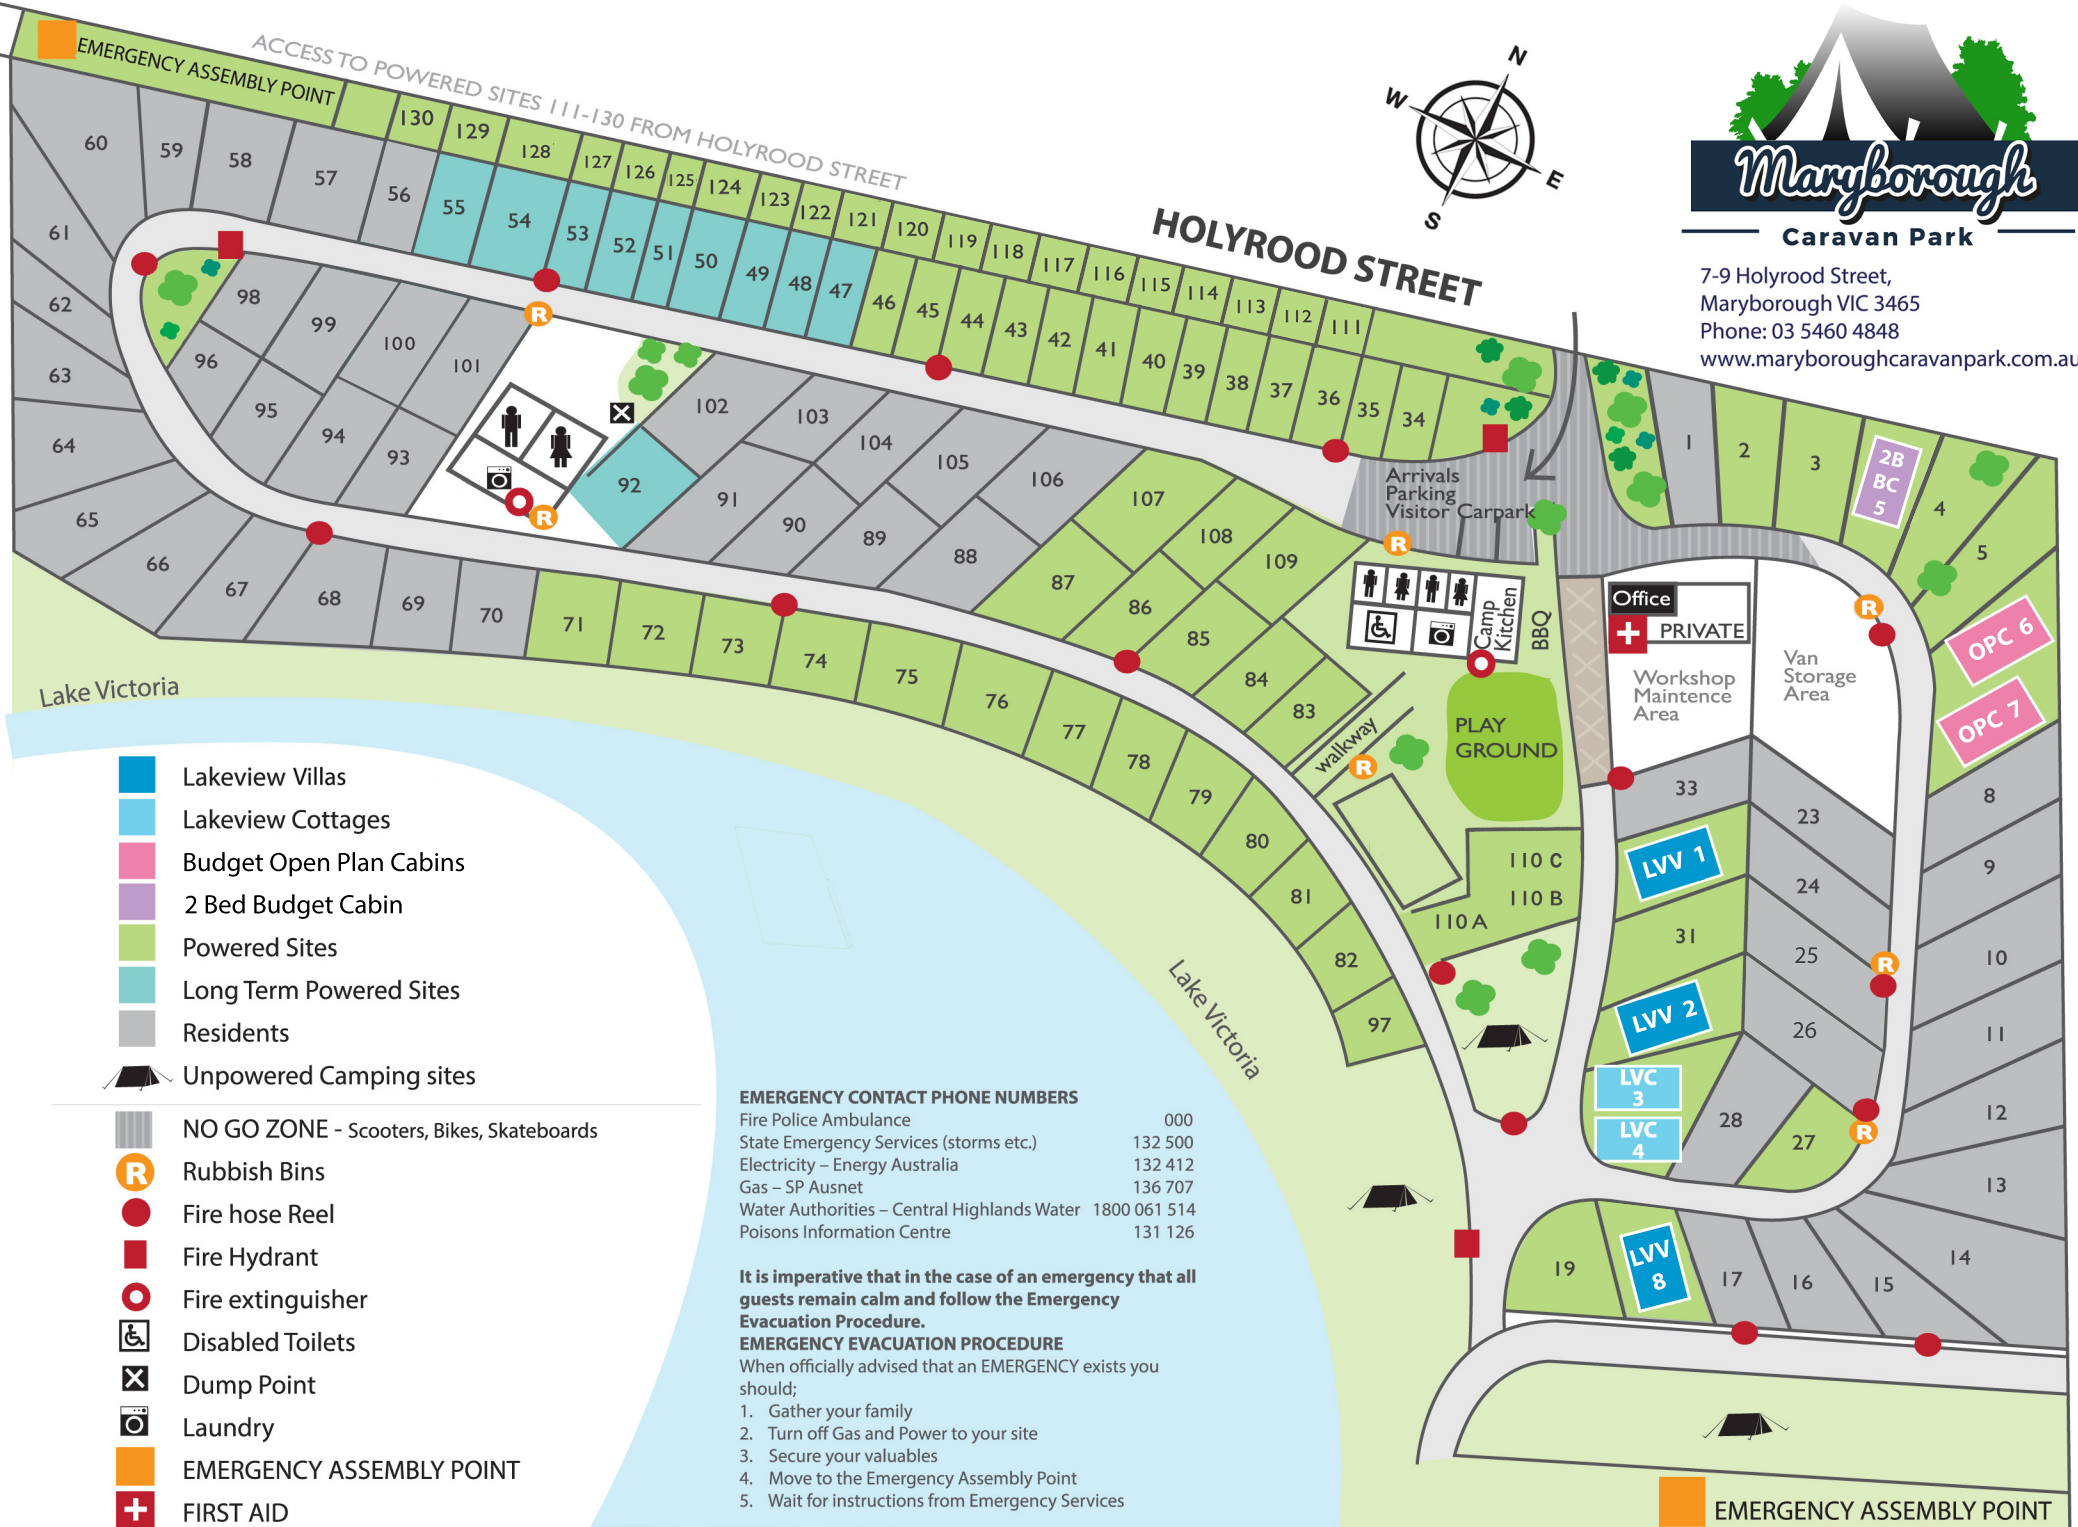 EMERGENCY ASSEMBLY POINT
ACCESS TO POWERED SITES 111-130 FROM HOLYROOD STREET
HOLYROOD STREET
N
W
E
S
Maryborough
Caravan Park
7-9 Holyrood Street,
Maryborough VIC 3465
Phone: 03 5460 4848
www.maryboroughcaravanpark.com.au
130
129
128
127
126
125
124
123
122
121
120
119
118
117
116
115
114
113
112
111
60
59
58
57
56
55
54
53
52
51
50
49
48
47
46
45
44
43
42
41
40
39
38
37
36
35
34
61
62
63
64
65
66
67
68
69
70
71
72
73
74
75
76
77
78
79
80
81
82
97
98
99
100
101
96
95
94
93
R
R
92
102
103
104
105
106
107
108
109
91
90
89
88
87
86
85
84
83
Arrivals
Parking
Visitor Carpark
R
Camp
Kitchen
BBQ
walkway
R
PLAY
GROUND
110 C
110 B
110 A
Office
PRIVATE
Workshop
Maintence
Area
Van
Storage
Area
1
2
3
2B
BC
5
4
5
R
OPC 6
OPC 7
8
9
10
11
12
13
14
15
16
17
LVV
8
19
33
LVV 1
31
LVV 2
LVC
3
LVC
4
23
24
25
26
27
28
R
R
Lake Victoria
Lake Victoria
Lakeview Villas
Lakeview Cottages
Budget Open Plan Cabins
2 Bed Budget Cabin
Powered Sites
Long Term Powered Sites
Residents
Unpowered Camping sites
NO GO ZONE - Scooters, Bikes, Skateboards
R Rubbish Bins
Fire hose Reel
Fire Hydrant
Fire extinguisher
Disabled Toilets
Dump Point
Laundry
EMERGENCY ASSEMBLY POINT
FIRST AID
EMERGENCY CONTACT PHONE NUMBERS
Fire Police Ambulance 000
State Emergency Services (storms etc.) 132 500
Electricity – Energy Australia 132 412
Gas – SP Ausnet 136 707
Water Authorities – Central Highlands Water 1800 061 514
Poisons Information Centre 131 126
It is imperative that in the case of an emergency that all
guests remain calm and follow the Emergency
Evacuation Procedure.
EMERGENCY EVACUATION PROCEDURE
When officially advised that an EMERGENCY exists you
should;
1. Gather your family
2. Turn off Gas and Power to your site
3. Secure your valuables
4. Move to the Emergency Assembly Point
5. Wait for instructions from Emergency Services
EMERGENCY ASSEMBLY POINT